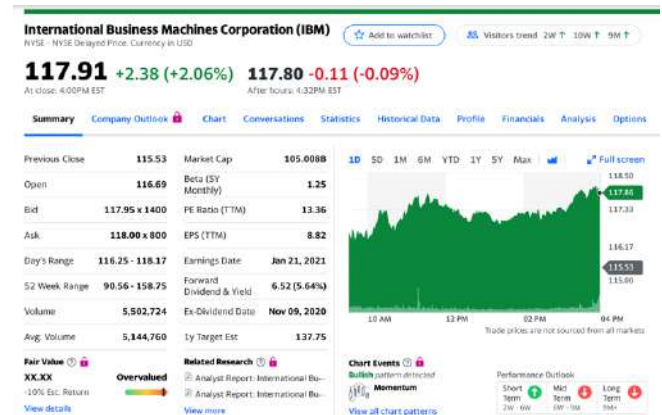 International Business Machines Corporation (IBM)
NYSE - NYSE Delayed Price. Currency in USD
Add to watchlist
Visitors trend 2W ↑ 10W ↑ 9M ↑
117.91 +2.38 (+2.06%) 117.80 -0.11 (-0.09%)
At close: 4:00PM EST After hours: 4:32PM EST
Summary Company Outlook Chart Conversations Statistics Historical Data Profile Financials Analysis Options
Previous Close 115.53
Open 116.69
Bid 117.95 x 1400
Ask 118.00 x 800
Day's Range 116.25 - 118.17
52 Week Range 90.56 - 158.75
Volume 5,502,724
Avg. Volume 5,144,760
Market Cap 105.008B
Beta (5Y Monthly) 1.25
PE Ratio (TTM) 13.36
EPS (TTM) 8.82
Earnings Date Jan 21, 2021
Forward Dividend & Yield 6.52 (5.64%)
Ex-Dividend Date Nov 09, 2020
1y Target Est 137.75
1D 5D 1M 6M YTD 1Y 5Y Max Full screen
118.50
117.86
117.33
116.17
115.53
115.00
10 AM 12 PM 02 PM 04 PM
Trade prices are not sourced from all markets
Fair Value
XX.XX Overvalued
-10% Est. Return
View details
Related Research
Analyst Report: International Bu...
Analyst Report: International Bu...
View more
Chart Events
Bullish pattern detected
Momentum
View all chart patterns
Performance Outlook
Short Term
2W - 6W
Mid Term
6W - 9M
Long Term
9M+